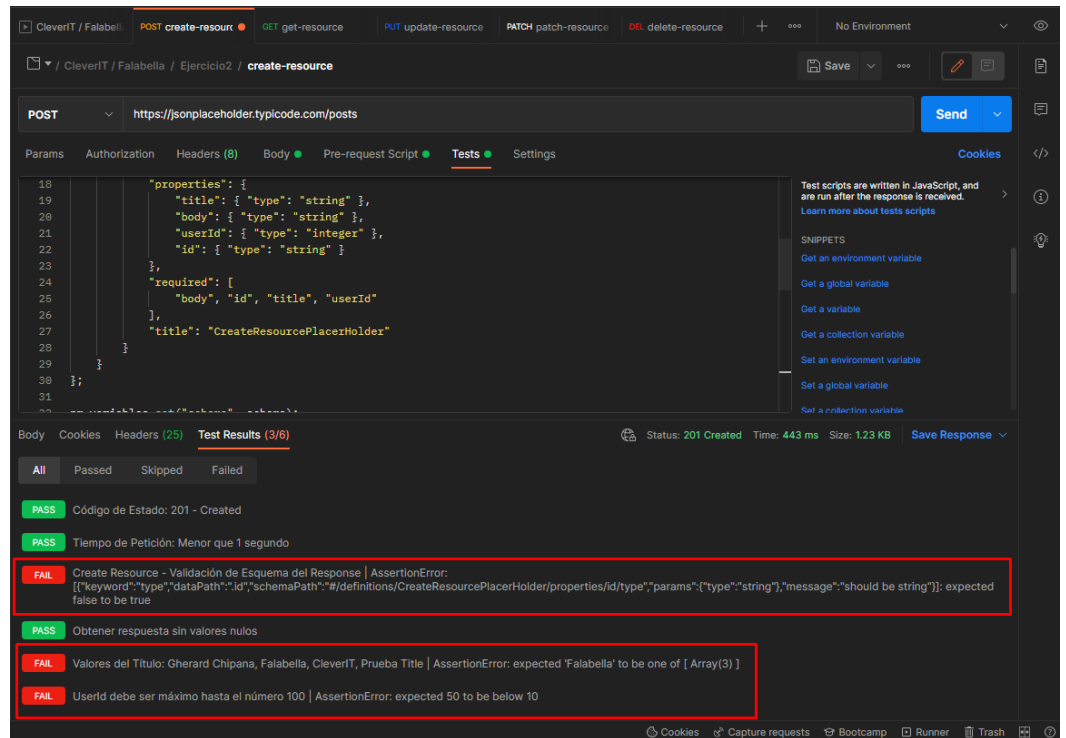 CleverIT / Falabell
POST create-resourc
GET get-resource
PUT update-resource
PATCH patch-resource
DEL delete-resource
No Environment
/ CleverIT / Falabella / Ejercicio2 / create-resource
Save
POST
https://jsonplaceholder.typicode.com/posts
Send
Params Authorization Headers (8) Body Pre-request Script Tests Settings
Cookies
18 "properties": {
19 "title": { "type": "string" },
20 "body": { "type": "string" },
21 "userId": { "type": "integer" },
22 "id": { "type": "string" }
23 },
24 "required": [
25 "body", "id", "title", "userId"
26 ],
27 "title": "CreateResourcePlacerHolder"
28 }
29 }
30 };
31
Test scripts are written in JavaScript, and
are run after the response is received.
Learn more about tests scripts
SNIPPETS
Get an environment variable
Get a global variable
Get a variable
Get a collection variable
Set an environment variable
Set a global variable
Set a collection variable
Body Cookies Headers (25) Test Results (3/6)
Status: 201 Created Time: 443 ms Size: 1.23 KB Save Response
All Passed Skipped Failed
PASS Código de Estado: 201 - Created
PASS Tiempo de Petición: Menor que 1 segundo
FAIL Create Resource - Validación de Esquema del Response | AssertionError:
[{"keyword":"type","dataPath":".id","schemaPath":"#/definitions/CreateResourcePlacerHolder/properties/id/type","params":{"type":"string"},"message":"should be string"}]: expected
false to be true
PASS Obtener respuesta sin valores nulos
FAIL Valores del Título: Gherard Chipana, Falabella, CleverIT, Prueba Title | AssertionError: expected 'Falabella' to be one of [ Array(3) ]
FAIL UserId debe ser máximo hasta el número 100 | AssertionError: expected 50 to be below 10
Cookies Capture requests Bootcamp Runner Trash